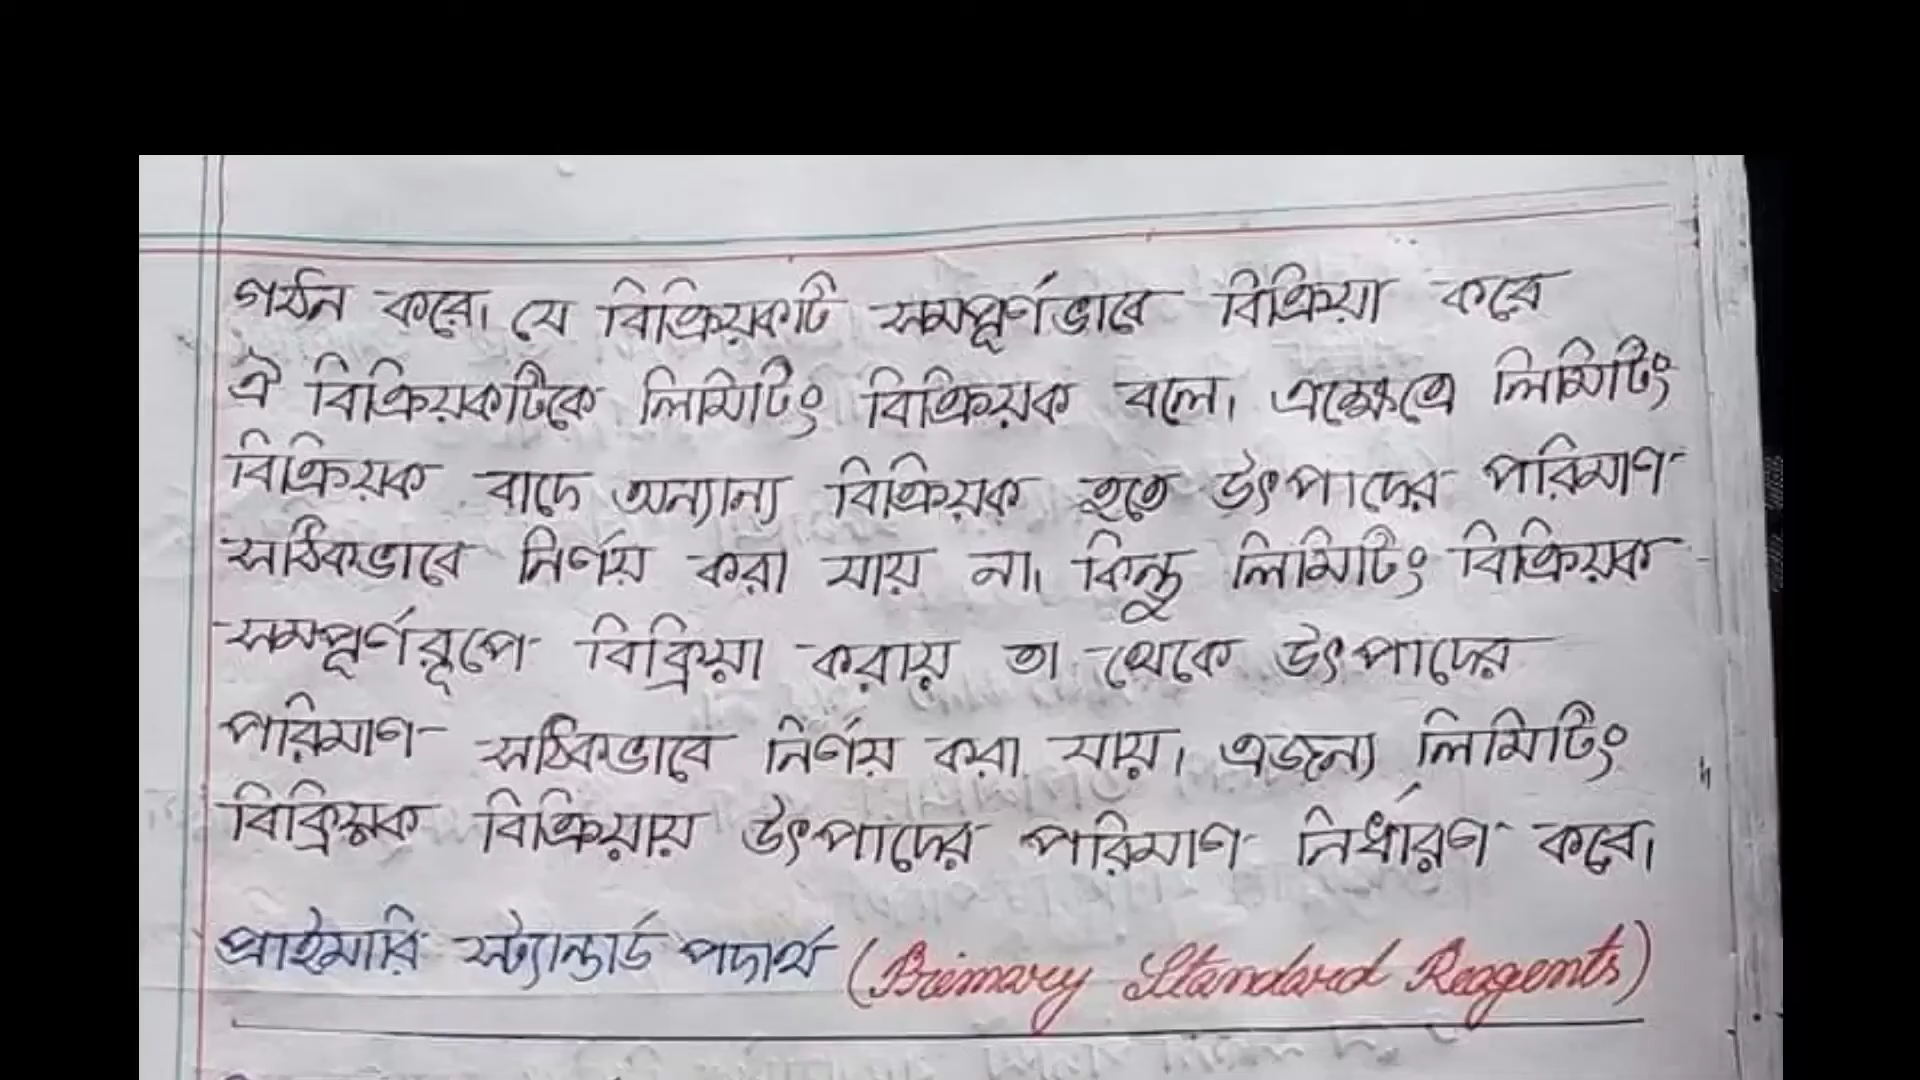 গঠন করে। যে বিক্রিয়কটি সম্পূর্ণভাবে বিক্রিয়া করে
ঐ বিক্রিয়কটিকে লিমিটিং বিক্রিয়ক বলে। এক্ষেত্রে লিমিটিং
বিক্রিয়ক বাদে অন্যান্য বিক্রিয়ক হতে উৎপাদের পরিমাণ
সঠিকভাবে নির্ণয় করা যায় না। কিন্তু লিমিটিং বিক্রিয়ক
সম্পূর্ণরূপে বিক্রিয়া করায় তা থেকে উৎপাদের
পরিমাণ সঠিকভাবে নির্ণয় করা যায়। এজন্য লিমিটিং
বিক্রিয়ক বিক্রিয়ায় উৎপাদের পরিমাণ নির্ধারণ করে।
প্রাইমারি স্ট্যান্ডার্ড পদার্থ (Primary Standard Reagents)